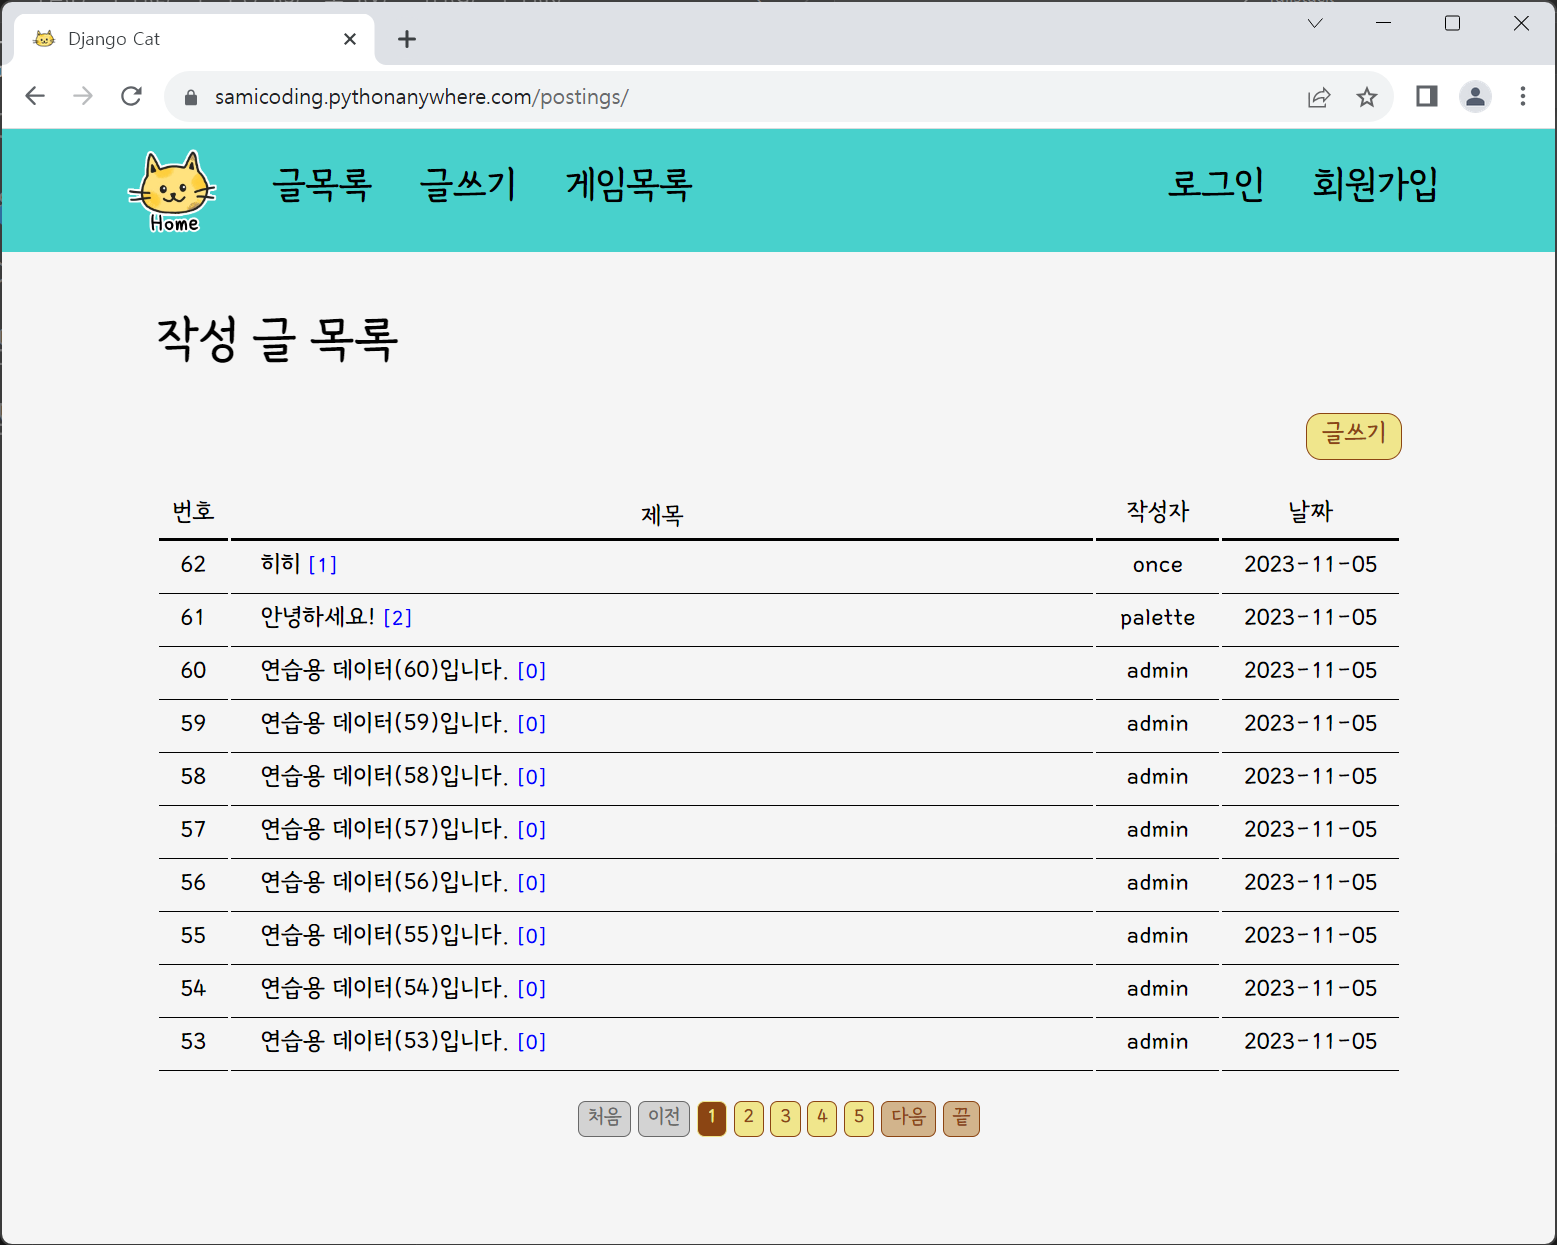 Django Cat
samicoding.pythonanywhere.com/postings/
Home 글목록 글쓰기 게임목록 로그인 회원가입
작성 글 목록
글쓰기
번호 제목 작성자 날짜
62 히히 [1] once 2023-11-05
61 안녕하세요! [2] palette 2023-11-05
60 연습용 데이터(60)입니다. [0] admin 2023-11-05
59 연습용 데이터(59)입니다. [0] admin 2023-11-05
58 연습용 데이터(58)입니다. [0] admin 2023-11-05
57 연습용 데이터(57)입니다. [0] admin 2023-11-05
56 연습용 데이터(56)입니다. [0] admin 2023-11-05
55 연습용 데이터(55)입니다. [0] admin 2023-11-05
54 연습용 데이터(54)입니다. [0] admin 2023-11-05
53 연습용 데이터(53)입니다. [0] admin 2023-11-05
처음 이전 1 2 3 4 5 다음 끝